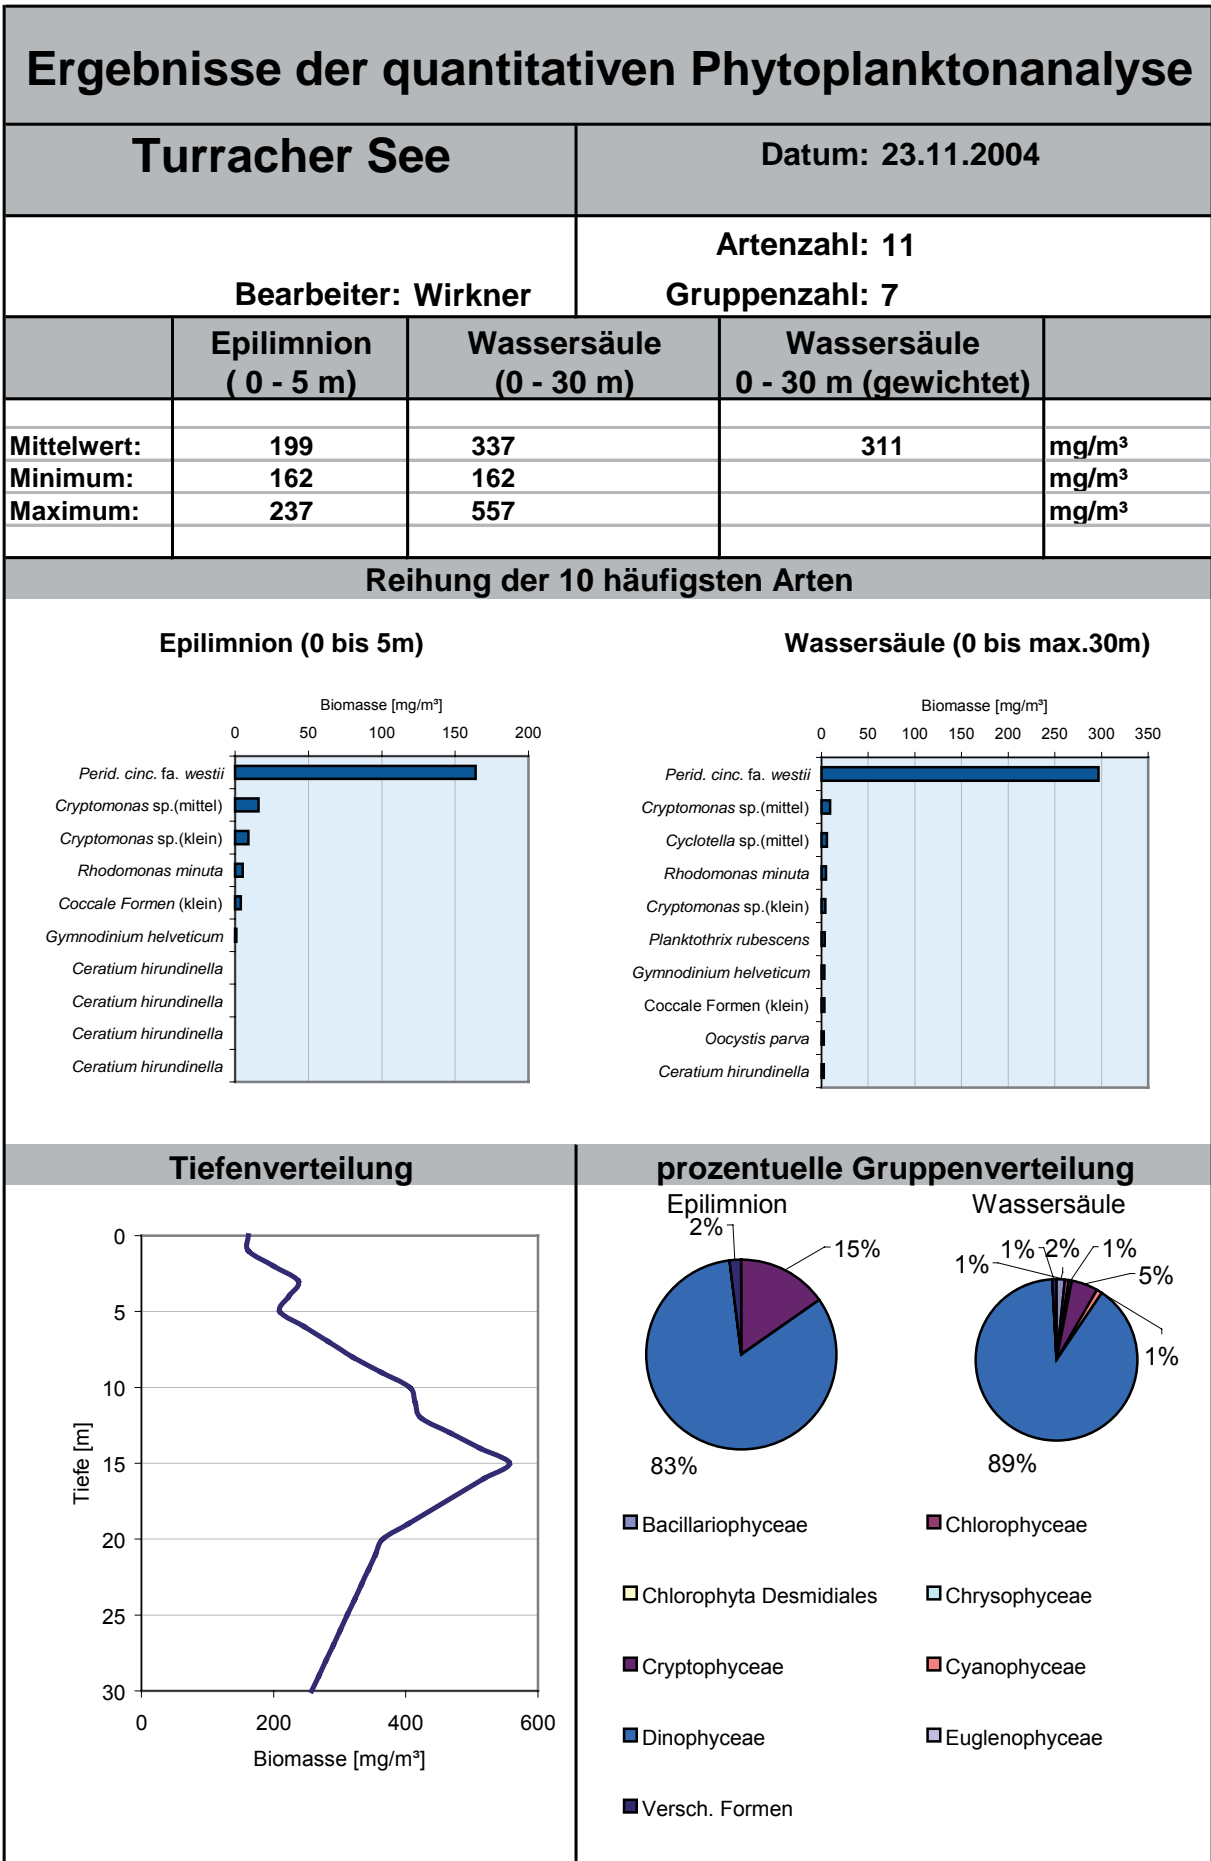 Ergebnisse der quantitativen Phytoplanktonanalyse
Turracher See
Datum: 23.11.2004
Artenzahl: 11
Bearbeiter: Wirkner
Gruppenzahl: 7
Epilimnion
( 0 - 5 m)
Wassersäule
(0 - 30 m)
Wassersäule
0 - 30 m (gewichtet)
Mittelwert: 199 337 311 mg/m³
Minimum: 162 162 mg/m³
Maximum: 237 557 mg/m³
Reihung der 10 häufigsten Arten
Epilimnion (0 bis 5m)
Biomasse [mg/m³]
0 50 100 150 200
Perid. cinc. fa. westii
Cryptomonas sp.(mittel)
Cryptomonas sp.(klein)
Rhodomonas minuta
Coccale Formen (klein)
Gymnodinium helveticum
Ceratium hirundinella
Ceratium hirundinella
Ceratium hirundinella
Ceratium hirundinella
Wassersäule (0 bis max.30m)
Biomasse [mg/m³]
0 50 100 150 200 250 300 350
Perid. cinc. fa. westii
Cryptomonas sp.(mittel)
Cyclotella sp.(mittel)
Rhodomonas minuta
Cryptomonas sp.(klein)
Planktothrix rubescens
Gymnodinium helveticum
Coccale Formen (klein)
Oocystis parva
Ceratium hirundinella
Tiefenverteilung
0
5
10
15
20
25
30
Tiefe [m]
0 200 400 600
Biomasse [mg/m³]
prozentuelle Gruppenverteilung
Epilimnion
2%
15%
83%
Wassersäule
1%
1%
2%
1%
5%
1%
89%
Bacillariophyceae
Chlorophyceae
Chlorophyta Desmidiales
Chrysophyceae
Cryptophyceae
Cyanophyceae
Dinophyceae
Euglenophyceae
Versch. Formen